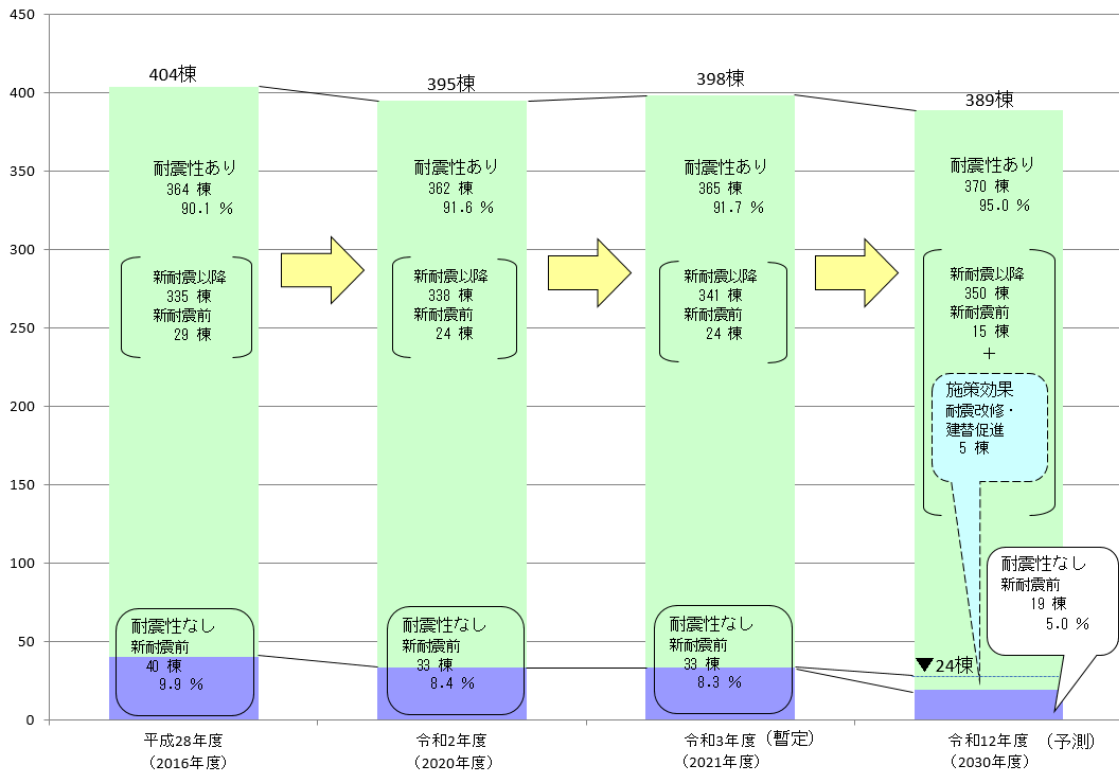 450
400
350
300
250
200
150
100
50
0
404棟
耐震性あり
364 棟
90.1 %
新耐震以降
335 棟
新耐震前
29 棟
耐震性なし
新耐震前
40 棟
9.9 %
平成28年度
(2016年度)
395棟
耐震性あり
362 棟
91.6 %
新耐震以降
338 棟
新耐震前
24 棟
耐震性なし
新耐震前
33 棟
8.4 %
令和2年度
(2020年度)
398棟
耐震性あり
365 棟
91.7 %
新耐震以降
341 棟
新耐震前
24 棟
耐震性なし
新耐震前
33 棟
8.3 %
令和3年度 (暫定)
(2021年度)
389棟
耐震性あり
370 棟
95.0 %
新耐震以降
350 棟
新耐震前
15 棟
+
施策効果
耐震改修・
建替促進
5 棟
耐震性なし
新耐震前
19 棟
5.0 %
▼24棟
令和12年度 (予測)
(2030年度)